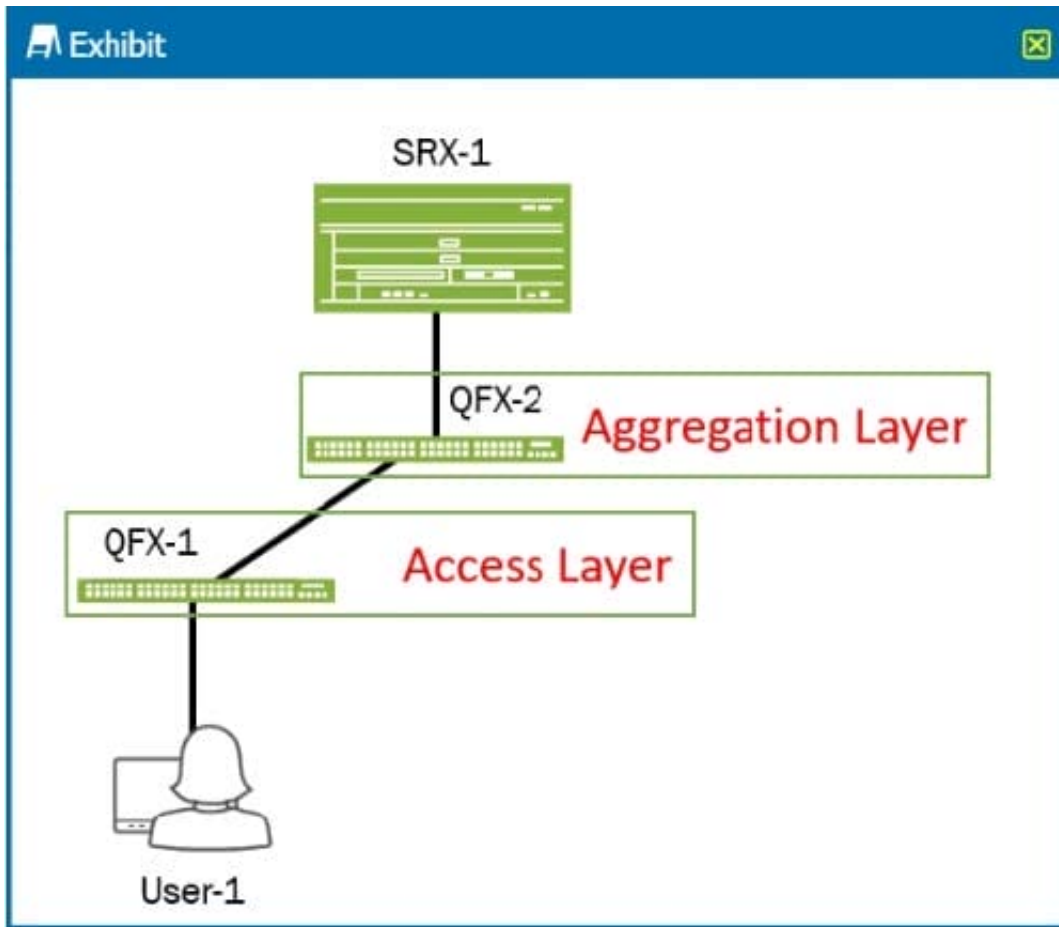 Exhibit
SRX-1
QFX-2
Aggregation Layer
QFX-1
Access Layer
User-1